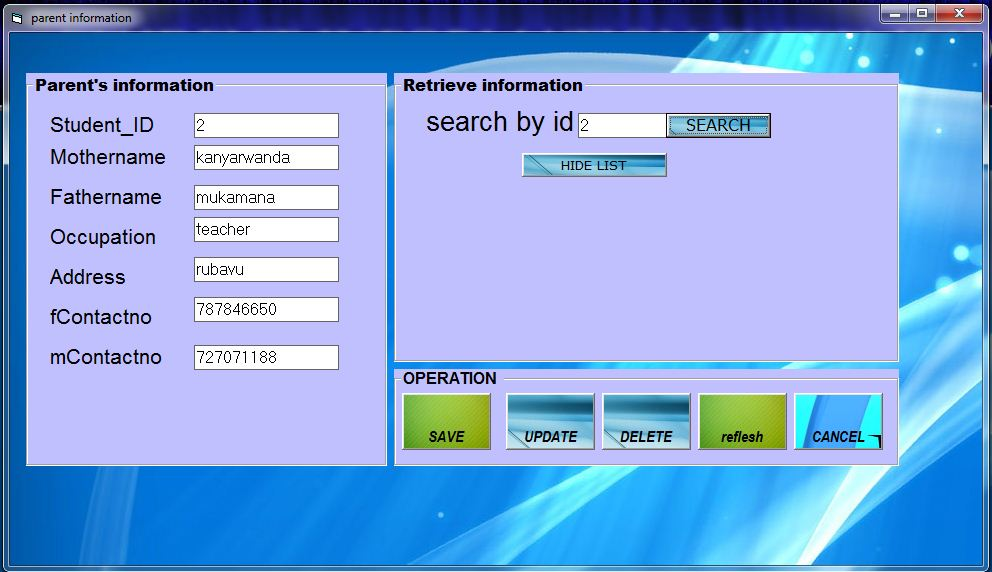 parent information
Parent's information
Student_ID 2
Mothername kanyarwanda
Fathername mukamana
Occupation teacher
Address rubavu
fContactno 787846650
mContactno 727071188
Retrieve information
search by id 2 SEARCH
HIDE LIST
OPERATION
SAVE UPDATE DELETE reflesh CANCEL